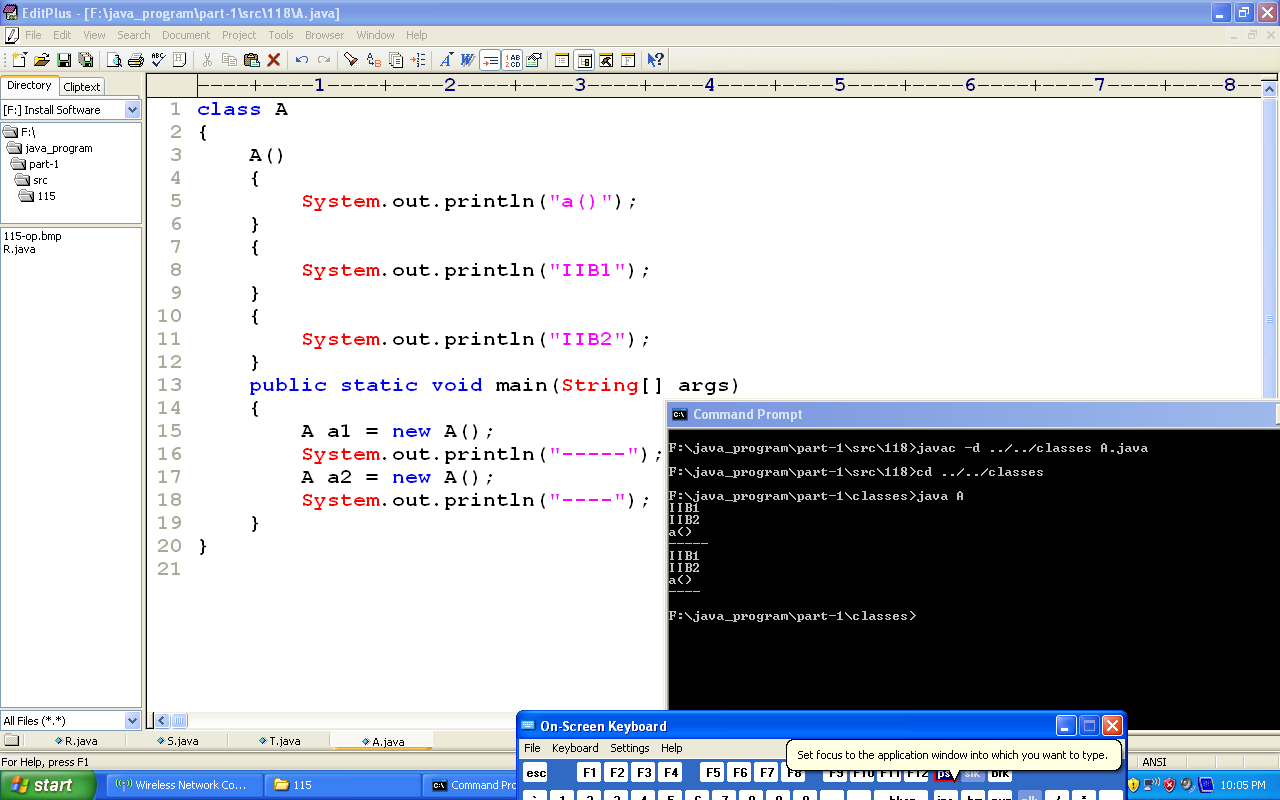 EditPlus - [F:\java_program\part-1\src\118\A.java]
File Edit View Search Document Project Tools Browser Window Help
Directory Cliptext
[F:] Install Software
F:\
java_program
part-1
src
115
115-op.bmp
R.java
All Files (*.*)
----+----1----+----2----+----3----+----4----+----5----+----6----+----7----+----8--
1 class A
2 {
3 A()
4 {
5 System.out.println("a()");
6 }
7 {
8 System.out.println("IIB1");
9 }
10 {
11 System.out.println("IIB2");
12 }
13 public static void main(String[] args)
14 {
15 A a1 = new A();
16 System.out.println("-----");
17 A a2 = new A();
18 System.out.println("----");
19 }
20 }
21
Command Prompt
F:\java_program\part-1\src\118>javac -d ../../classes A.java
F:\java_program\part-1\src\118>cd ../../classes
F:\java_program\part-1\classes>java A
IIB1
IIB2
a()
-----
IIB1
IIB2
a()
----
F:\java_program\part-1\classes>
R.java S.java T.java A.java
For Help, press F1
ANSI
On-Screen Keyboard
File Keyboard Settings Help
Set focus to the application window into which you want to type.
esc F1 F2 F3 F4 F5 F6 F7 F8 F9 F10 F11 F12 psc slk brk
start Wireless Network Co... 115 Command Pro
10:05 PM